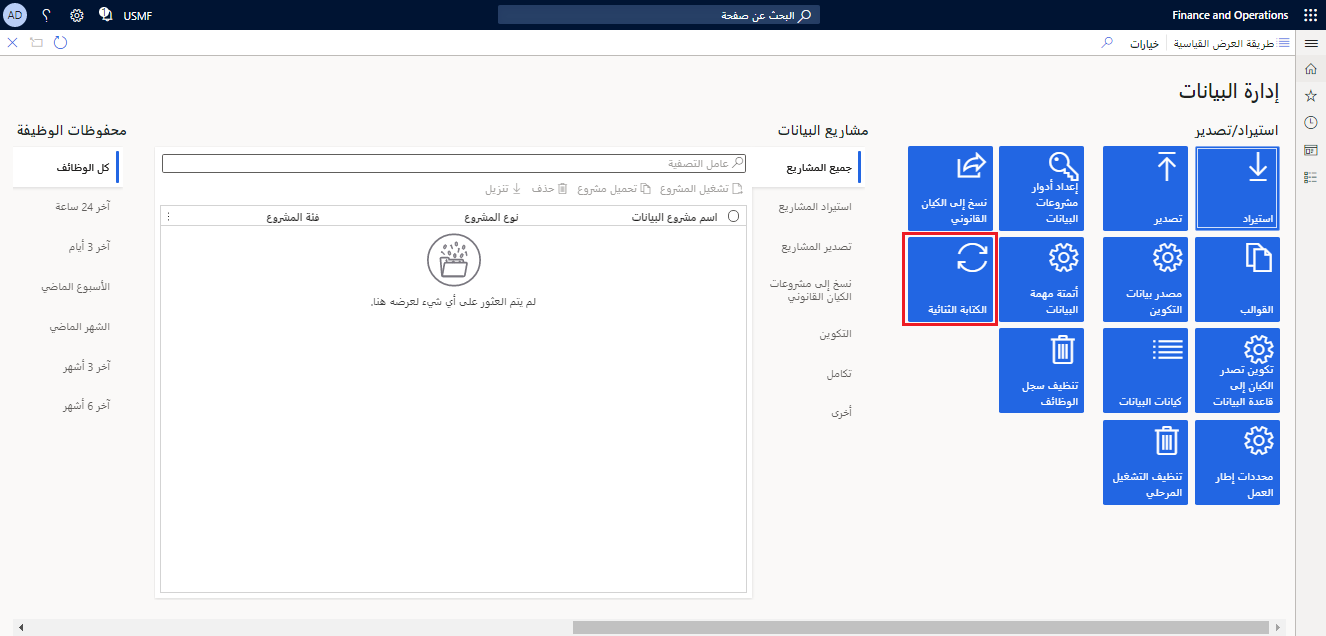 Finance and Operations
البحث عن صفحة
USMF
1
AD
طريقة العرض القياسية
خيارات
إدارة البيانات
استيراد/تصدير
استيراد
تصدير
إعداد أدوار
مشروعات
البيانات
نسخ إلى الكيان
القانوني
القوالب
مصدر بيانات
التكوين
أتمتة مهمة
البيانات
الكتابة الثنائية
تكوين تصدر
الكيان إلى
قاعدة البيانات
كيانات البيانات
تنظيف سجل
الوظائف
محددات إطار
العمل
تنظيف التشغيل
المرحلي
مشاريع البيانات
جميع المشاريع
استيراد المشاريع
تصدير المشاريع
نسخ إلى مشروعات
الكيان القانوني
التكوين
تكامل
أخرى
عامل التصفية
تشغيل المشروع
تحميل مشروع
حذف
تنزيل
اسم مشروع البيانات
نوع المشروع
فئة المشروع
لم يتم العثور على أي شيء لعرضه هنا.
محفوظات الوظيفة
كل الوظائف
آخر 24 ساعة
آخر 3 أيام
الأسبوع الماضي
الشهر الماضي
آخر 3 أشهر
آخر 6 أشهر